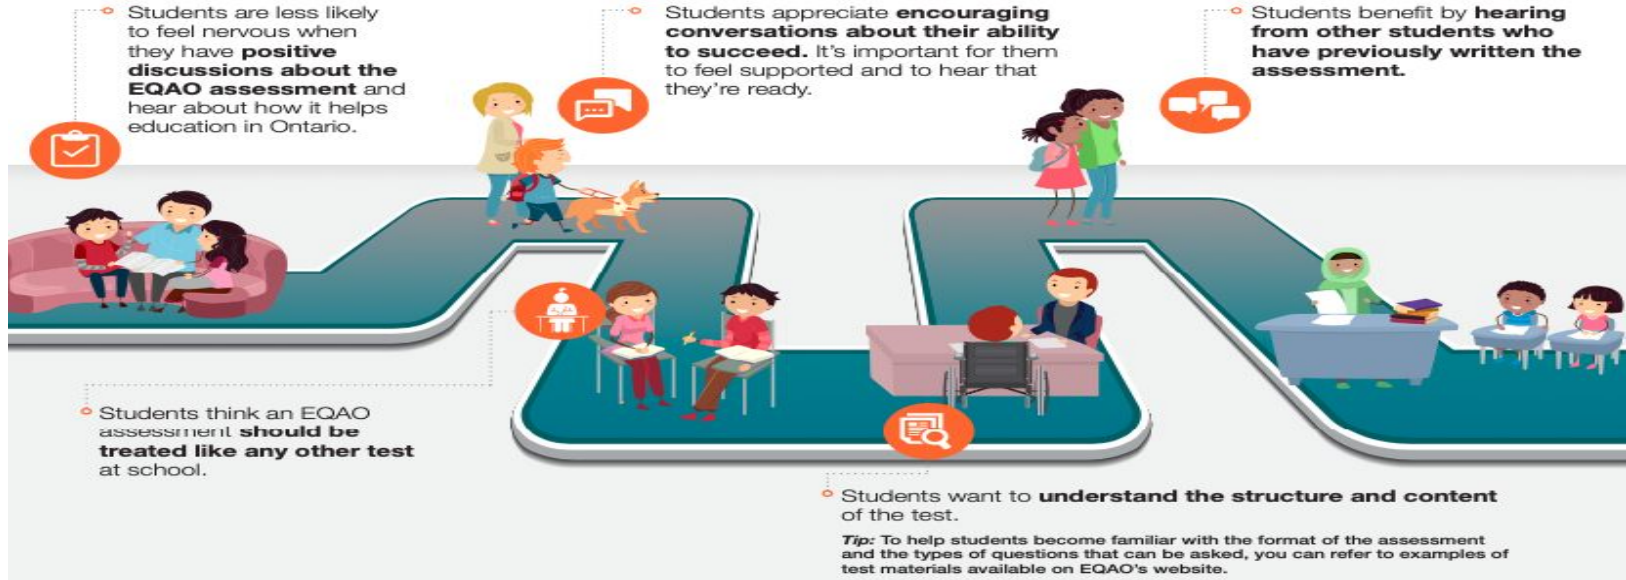 Students are less likely
to feel nervous when
they have positive
discussions about the
EQAO assessment and
hear about how it helps
education in Ontario.
Students appreciate encouraging
conversations about their ability
to succeed. It's important for them
to feel supported and to hear that
they're ready.
Students benefit by hearing
from other students who
have previously written the
assessment.
Students think an EQAO
assessment should be
treated like any other test
at school.
Students want to understand the structure and content
of the test.
Tip: To help students become familiar with the format of the assessment
and the types of questions that can be asked, you can refer to examples of
test materials available on EQAO's website.